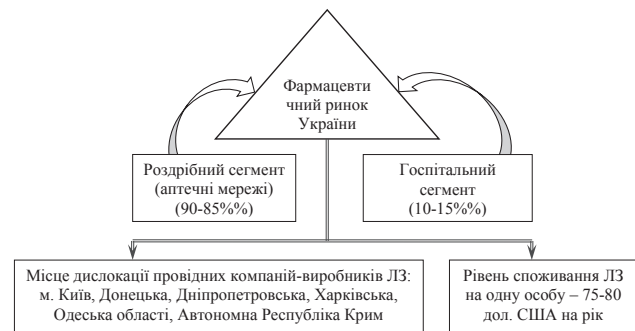 Фармацевти
чний ринок
України
Роздрібний сегмент
(аптечні мережі)
(90-85%%)
Госпітальний
сегмент
(10-15%%)
Місце дислокації провідних компаній-виробників ЛЗ:
м. Київ, Донецька, Дніпропетровська, Харківська,
Одеська області, Автономна Республіка Крим
Рівень споживання ЛЗ
на одну особу – 75-80
дол. США на рік